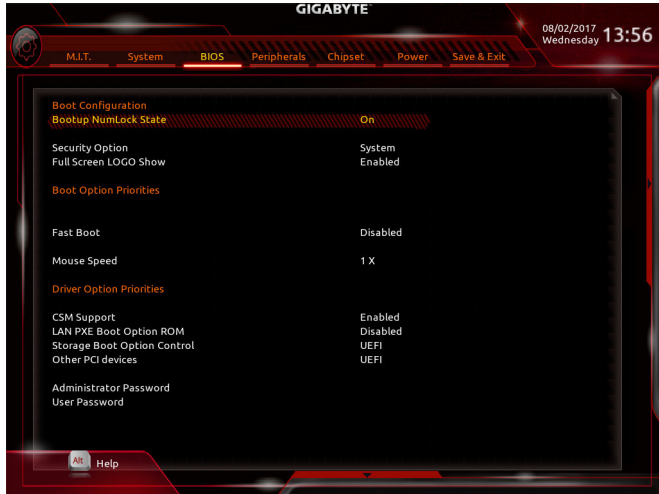 GIGABYTE
08/02/2017
Wednesday 13:56
M.I.T. System BIOS Peripherals Chipset Power Save & Exit
Boot Configuration
Bootup NumLock State On
Security Option System
Full Screen LOGO Show Enabled
Boot Option Priorities
Fast Boot Disabled
Mouse Speed 1 X
Driver Option Priorities
CSM Support Enabled
LAN PXE Boot Option ROM Disabled
Storage Boot Option Control UEFI
Other PCI devices UEFI
Administrator Password
User Password
Alt Help